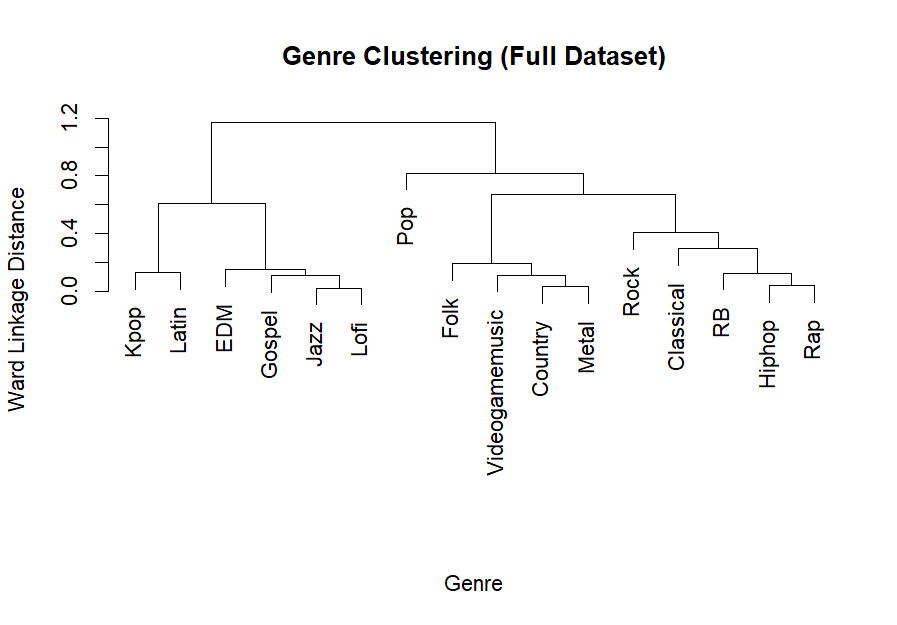 Genre Clustering (Full Dataset)
Ward Linkage Distance
1.2
0.8
0.4
0.0
Kpop
Latin
EDM
Gospel
Jazz
Lofi
Pop
Folk
Videogamemusic
Country
Metal
Rock
Classical
RB
Hiphop
Rap
Genre